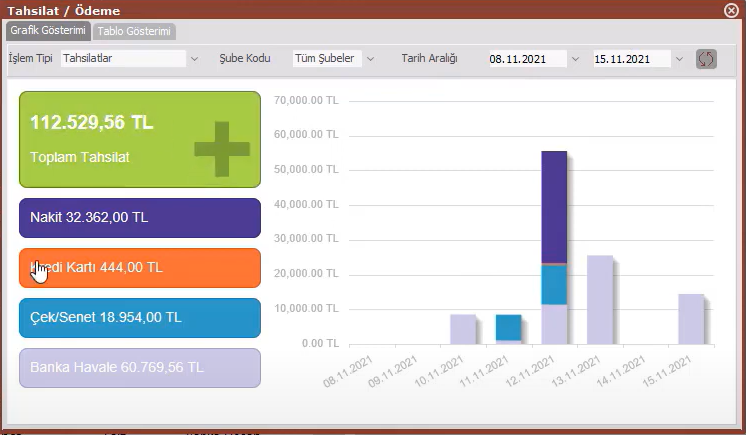 Tahsilat / Ödeme
Grafik Gösterimi Tablo Gösterimi
İşlem Tipi Tahsilatlar Şube Kodu Tüm Şubeler Tarih Aralığı 08.11.2021 15.11.2021
112.529,56 TL
Toplam Tahsilat
Nakit 32.362,00 TL
Kredi Kartı 444,00 TL
Çek/Senet 18.954,00 TL
Banka Havale 60.769,56 TL
70,000.00 TL
60,000.00 TL
50,000.00 TL
40,000.00 TL
30,000.00 TL
20,000.00 TL
10,000.00 TL
0.00 TL
08.11.2021
09.11.2021
10.11.2021
11.11.2021
12.11.2021
13.11.2021
14.11.2021
15.11.2021